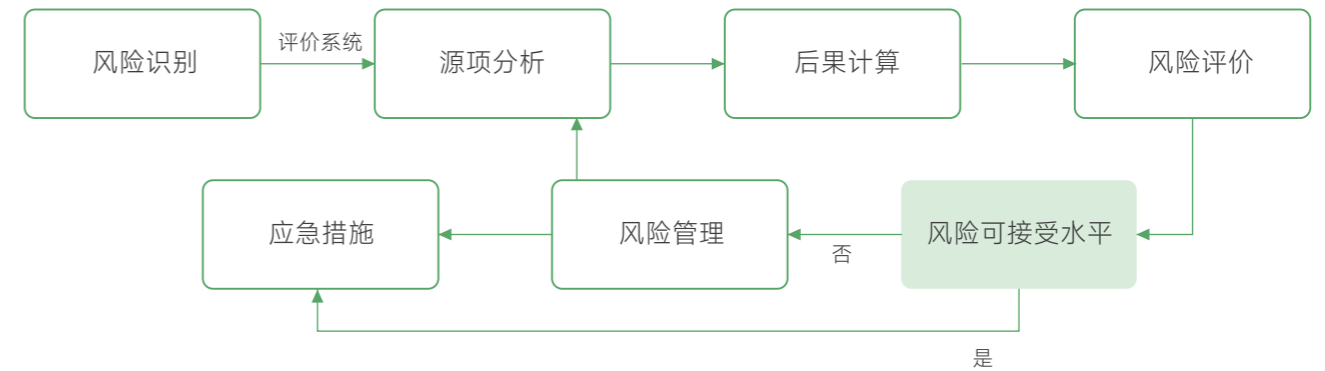 风险识别
评价系统
源项分析
后果计算
风险评价
应急措施
风险管理
否
风险可接受水平
是